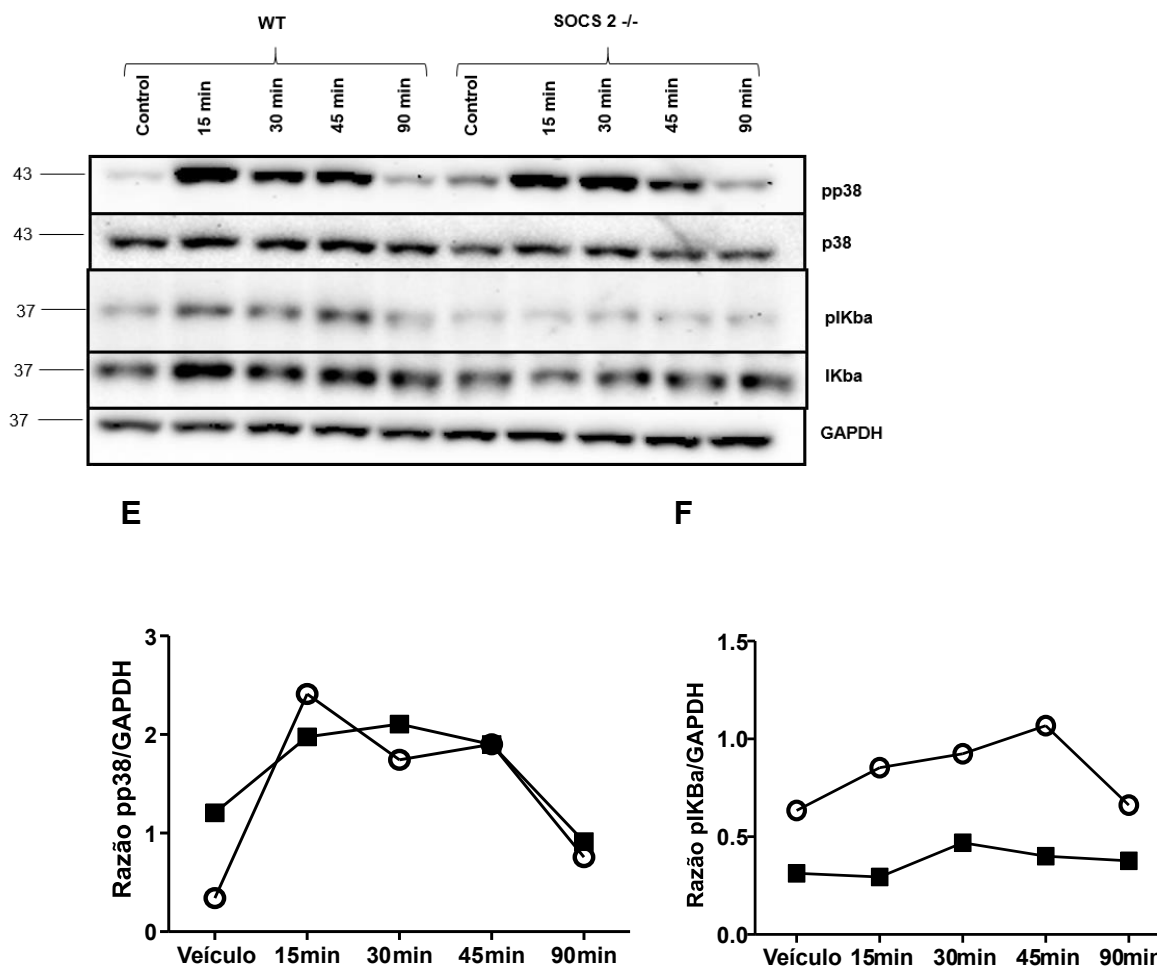 WT SOCS 2 -/-
Control 15 min 30 min 45 min 90 min Control 15 min 30 min 45 min 90 min
43 pp38
43 p38
37 pIKba
37 IKba
37 GAPDH
E F
Razão pp38/GAPDH
3
2
1
0
Veículo 15min 30min 45min 90min
Razão pIKBa/GAPDH
1.5
1.0
0.5
0.0
Veículo 15min 30min 45min 90min